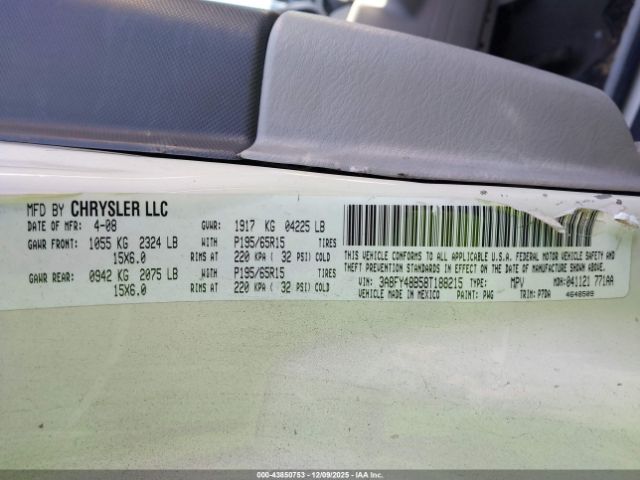 MFD BY CHRYSLER LLC
DATE OF MFR: 4-08 GVWR: 1917 KG 04225 LB
GAWR FRONT: 1055 KG 2324 LB WITH P195/65R15 TIRES
15X6.0 RIMS AT 220 KPA ( 32 PSI) COLD
GAWR REAR: 0942 KG 2075 LB WITH P195/65R15 TIRES
15X6.0 RIMS AT 220 KPA ( 32 PSI) COLD
THIS VEHICLE CONFORMS TO ALL APPLICABLE U.S.A. FEDERAL MOTOR VEHICLE SAFETY AND
THEFT PREVENTION STANDARDS IN EFFECT ON THE DATE OF MANUFACTURE SHOWN ABOVE.
VIN: 3A8FY48B58T188215 TYPE: MPV MDH: 041121 771AA
VEHICLE MADE IN MEXICO PAINT: PWG TRIM: P7DA 4648509
000-43850753 | 12/09/2025 | IAA Inc.